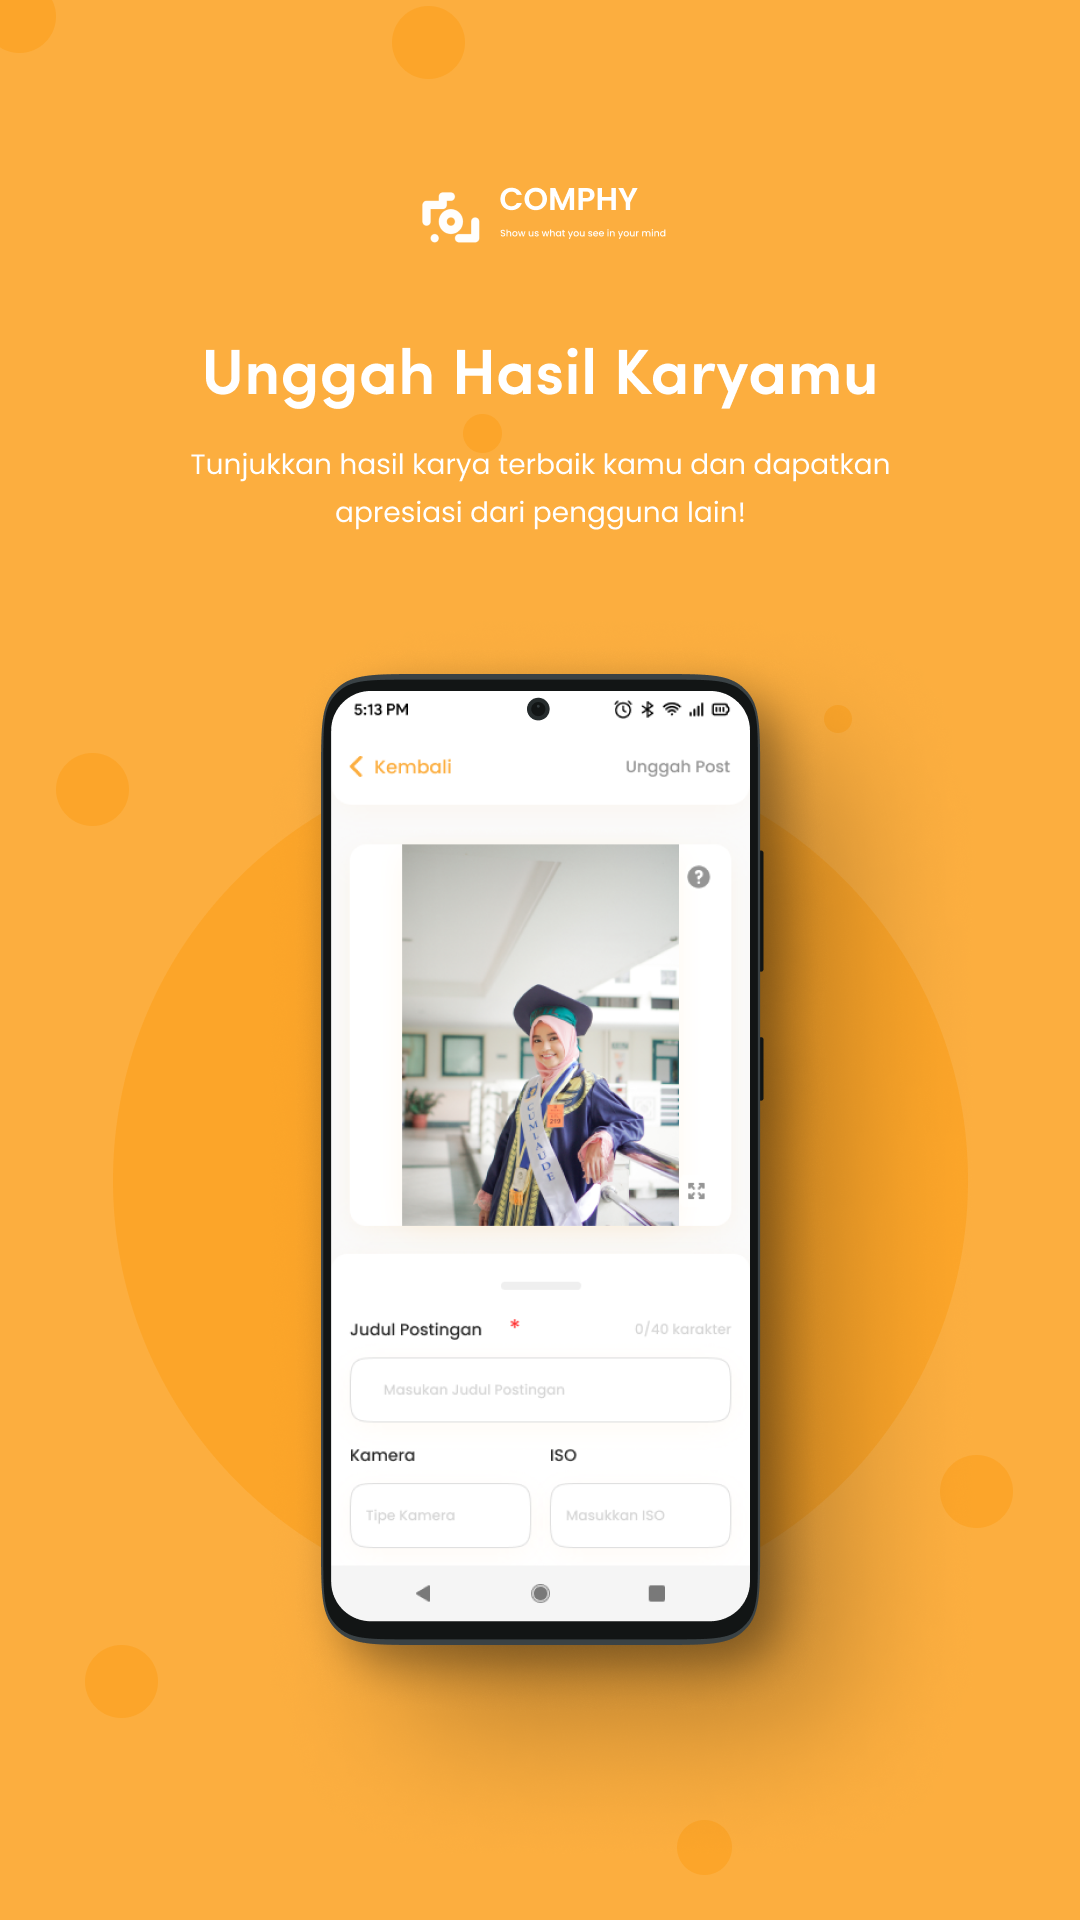 COMPHY
Show us what you see in your mind
Unggah Hasil Karyamu
Tunjukkan hasil karya terbaik kamu dan dapatkan
apresiasi dari pengguna lain!
5:13 PM
Kembali
Unggah Post
?
CUMLAUDE
Judul Postingan *
0/40 karakter
Masukan Judul Postingan
Kamera
ISO
Tipe Kamera
Masukkan ISO